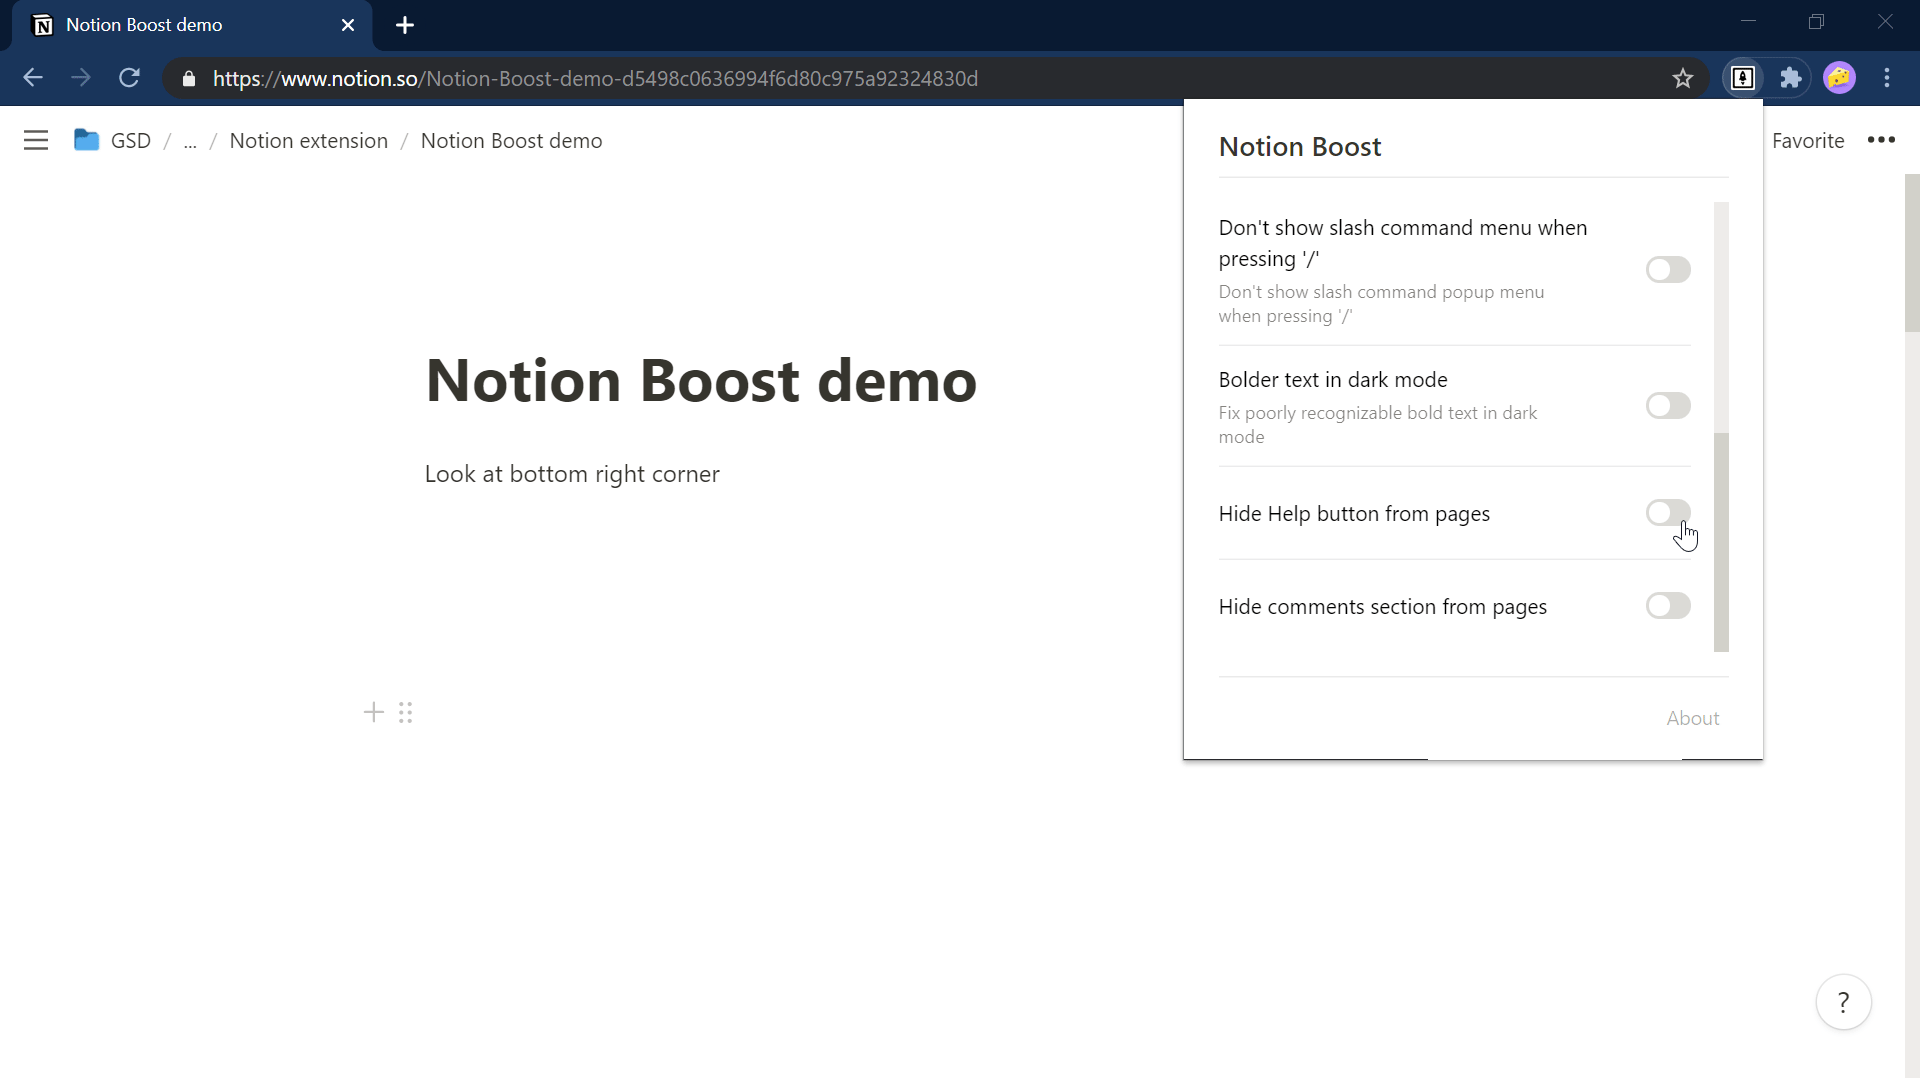 Notion Boost demo
https://www.notion.so/Notion-Boost-demo-d5498c0636994f6d80c975a92324830d
GSD / ... / Notion extension / Notion Boost demo
Favorite
Notion Boost demo
Look at bottom right corner
Notion Boost
Don't show slash command menu when
pressing '/'
Don't show slash command popup menu
when pressing '/'
Bolder text in dark mode
Fix poorly recognizable bold text in dark
mode
Hide Help button from pages
Hide comments section from pages
About
?